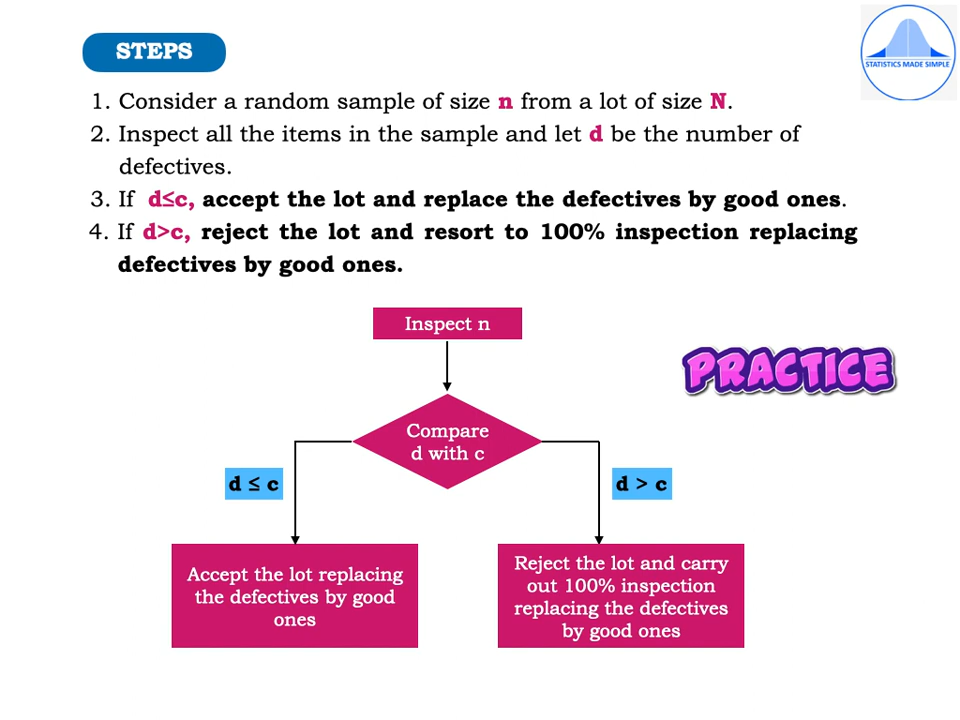 STEPS
STATISTICS MADE SIMPLE
1. Consider a random sample of size n from a lot of size N.
2. Inspect all the items in the sample and let d be the number of
defectives.
3. If d≤c, accept the lot and replace the defectives by good ones.
4. If d>c, reject the lot and resort to 100% inspection replacing
defectives by good ones.
Inspect n
PRACTICE
Compare
d with c
d ≤ c
d > c
Accept the lot replacing
the defectives by good
ones
Reject the lot and carry
out 100% inspection
replacing the defectives
by good ones